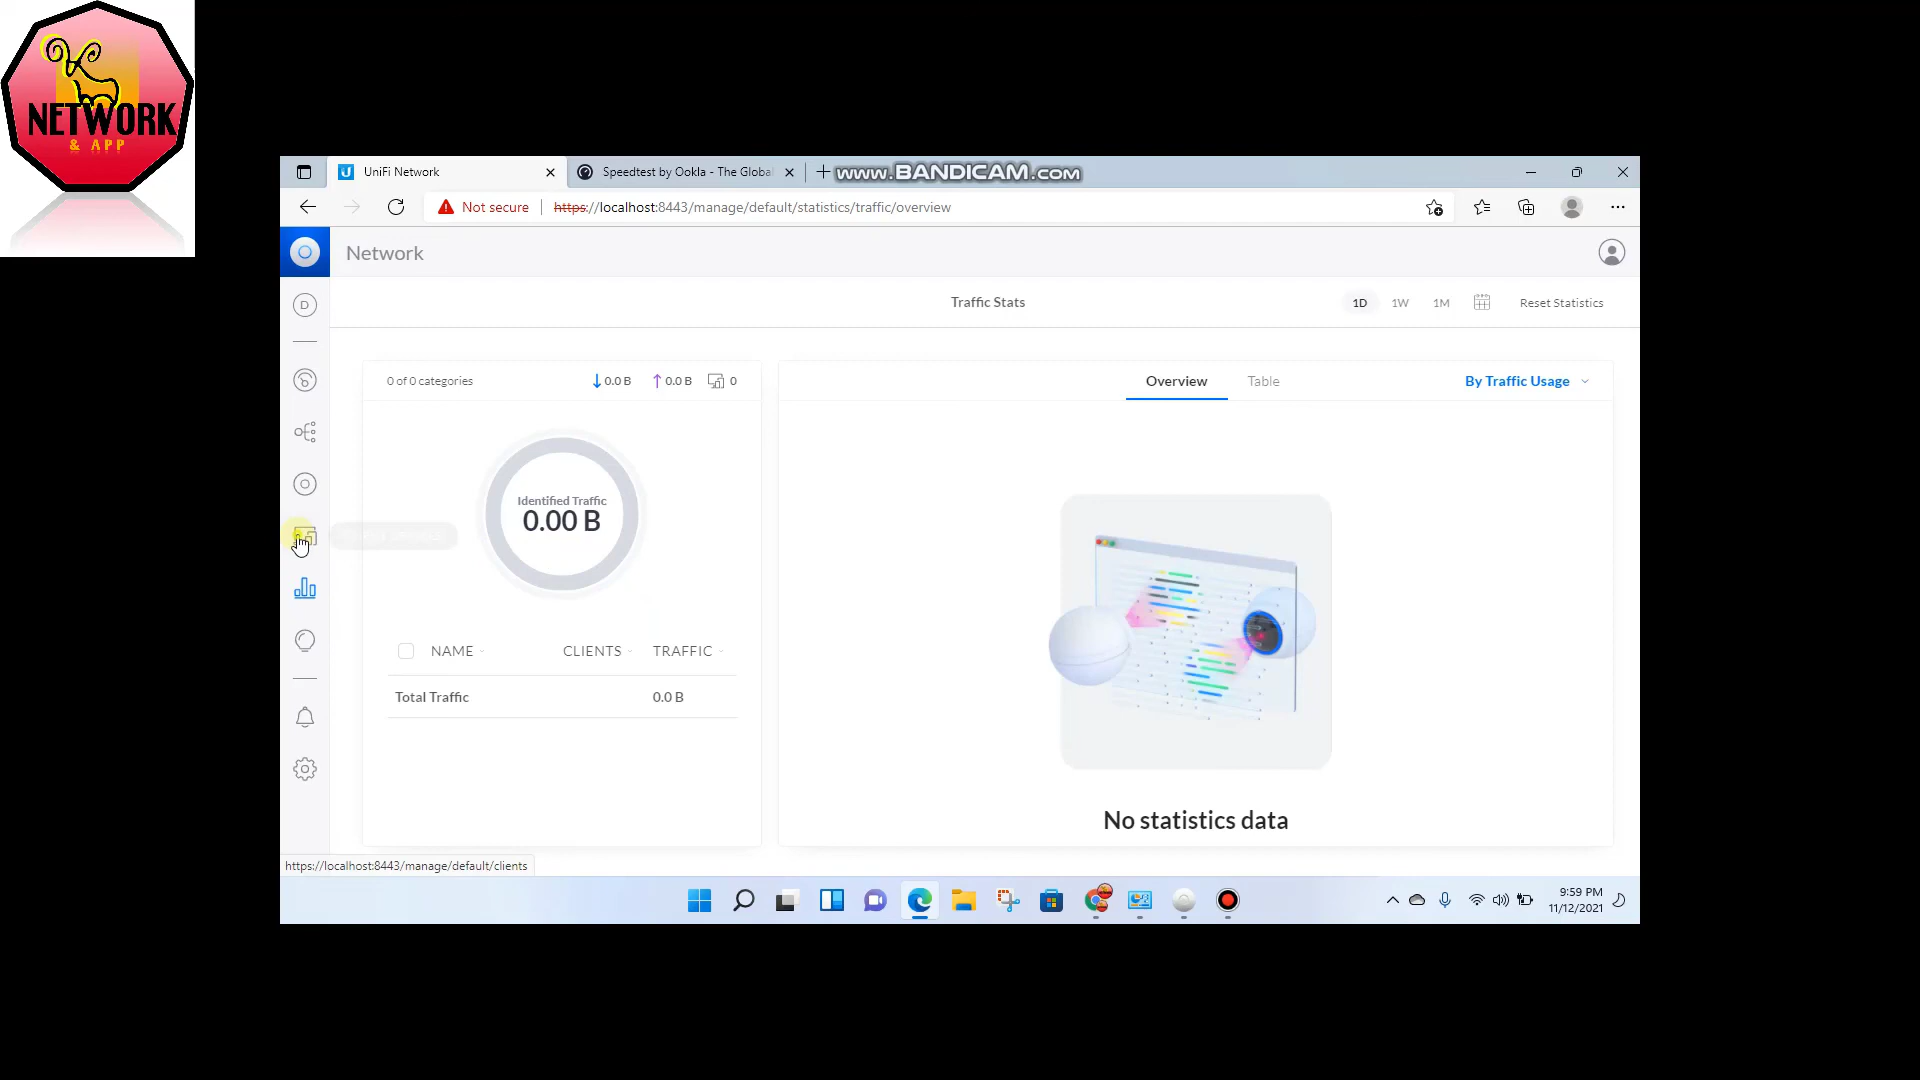 NETWORK
& APP
UniFi Network
Speedtest by Ookla - The Global
www.BANDICAM.com
Not secure
https://localhost:8443/manage/default/statistics/traffic/overview
Network
D
Traffic Stats
1D
1W
1M
Reset Statistics
0 of 0 categories
0.0 B
0.0 B
0
Overview
Table
By Traffic Usage
Identified Traffic
0.00 B
NAME
CLIENTS
TRAFFIC
Total Traffic
0.0 B
No statistics data
https://localhost:8443/manage/default/clients
9:59 PM
11/12/2021